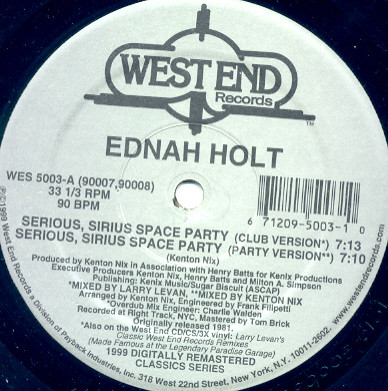 WEST END
Records
TM
EDNAH HOLT
WES 5003-A (90007,90008)
33 1/3 RPM
90 BPM
6 71209-5003-1 0
SERIOUS, SIRIUS SPACE PARTY (CLUB VERSION*) 7:13
SERIOUS, SIRIUS SPACE PARTY (PARTY VERSION**) 7:10
(Kenton Nix)
Produced by Kenton Nix in Association with Henry Batts for Kenix Productions
Executive Producers Kenton Nix, Henry Batts and Milton A. Simpson
Publishing: Kenix Music/Sugar Biscuit (ASCAP)
*MIXED BY LARRY LEVAN, **MIXED BY KENTON NIX
Arranged by Kenton Nix, Engineered by Frank Filipetti
Overdub Mix Engineer: Charlie Walden
Recorded at Right Track, NYC, Mastered by Tom Brick
Originally released 1981.
*Also on the West End CD/CS/3X vinyl: Larry Levan's
Classic West End Records Remixes
(Made Famous at the Legendary Paradise Garage)
1999 DIGITALLY REMASTERED
CLASSICS SERIES
℗©1999 West End Records a Division of Payback Industries, Inc. 318 West 22nd Street, New York, N.Y. 10011-2602.